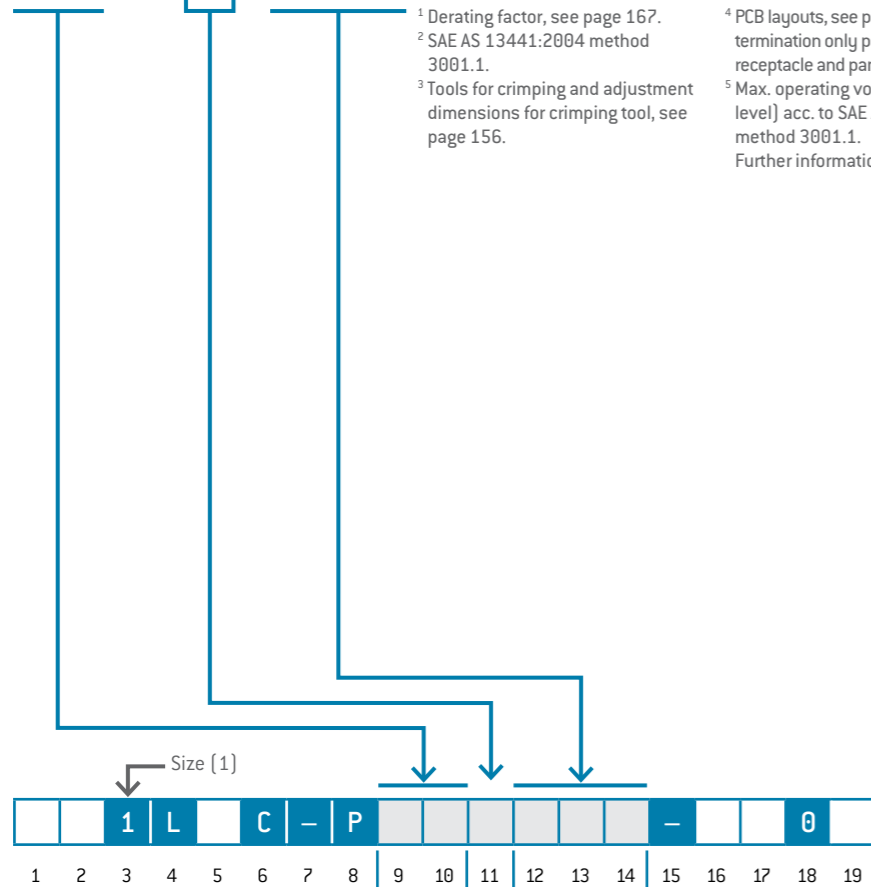 ¹ Derating factor, see page 167.
² SAE AS 13441:2004 method
3001.1.
³ Tools for crimping and adjustment
dimensions for crimping tool, see
page 156.
⁴ PCB layouts, see
termination only
receptacle and
⁵ Max. operating
level) acc. to SAE
method 3001.1.
Further
Size (1)
1 L C – P – 0
1 2 3 4 5 6 7 8 9 10 11 12 13 14 15 16 17 18 19